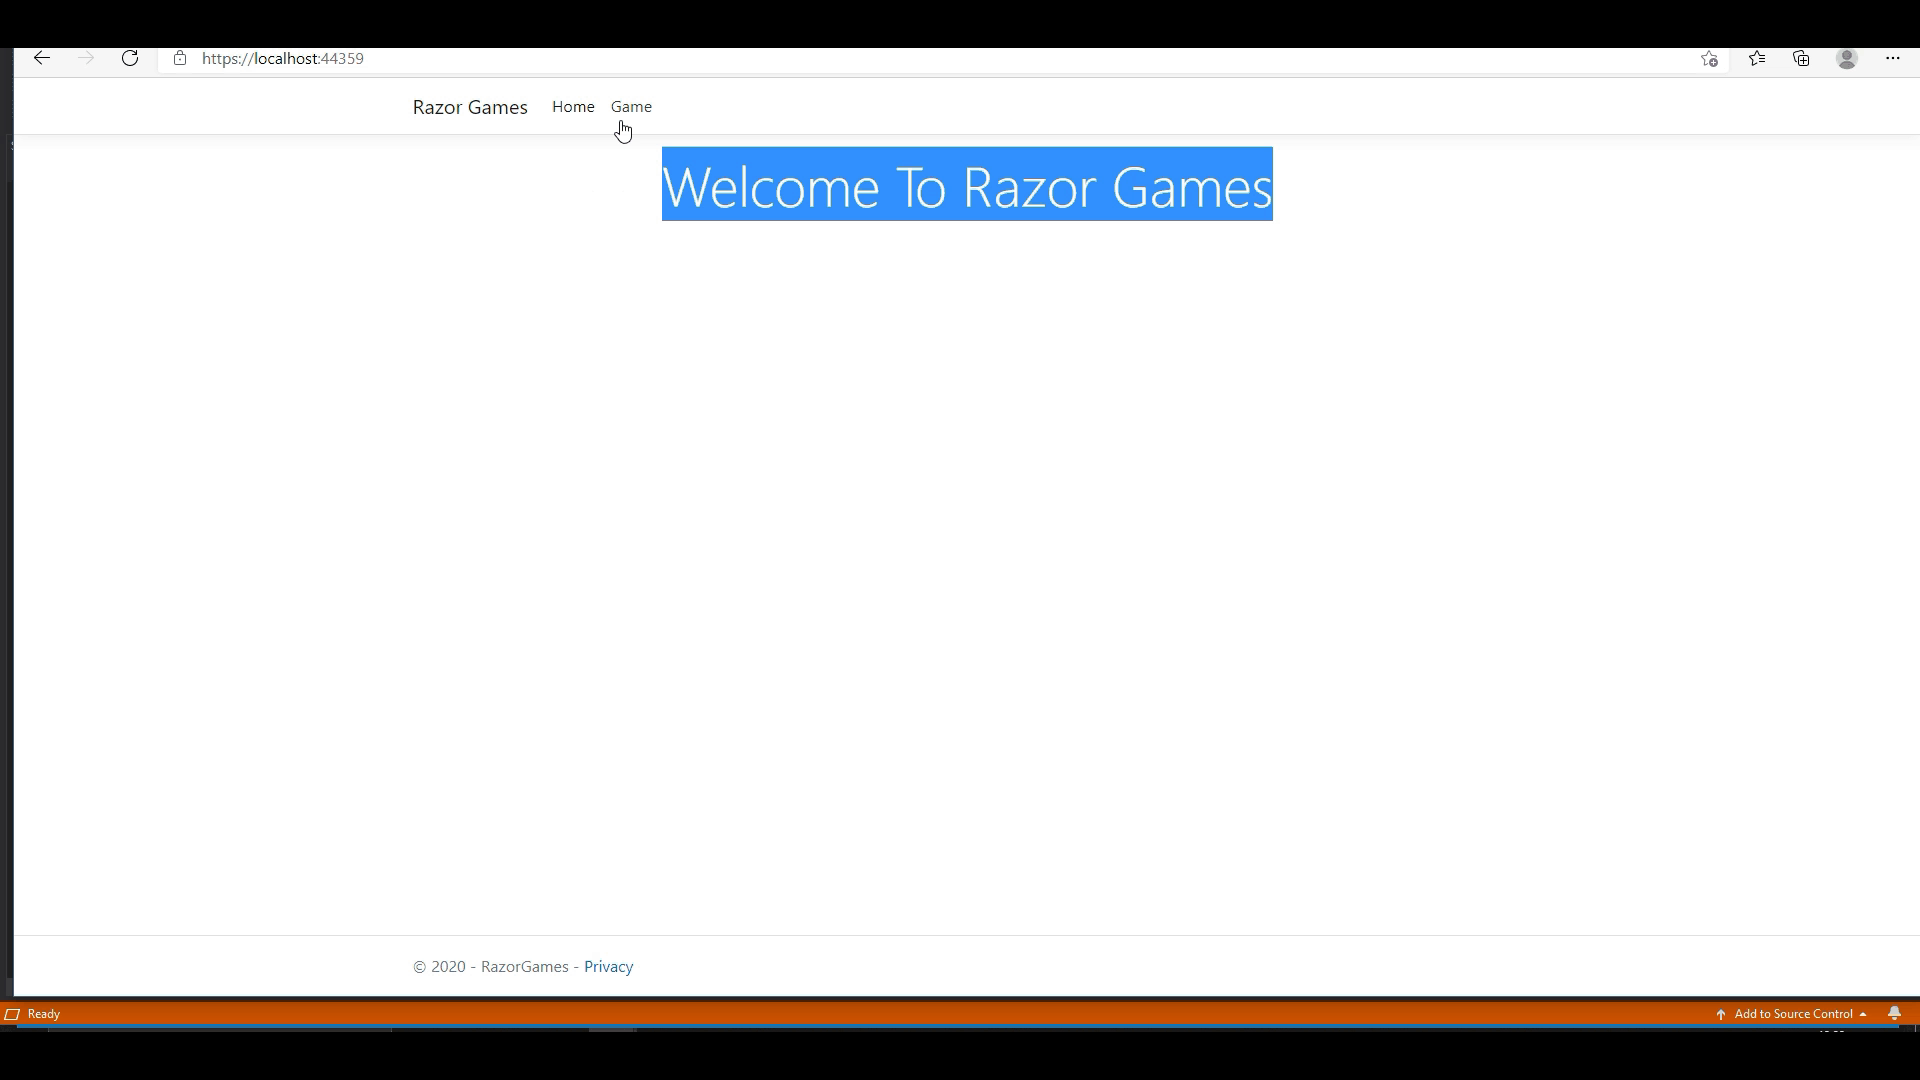 https://localhost:44359
Razor Games Home Game
Welcome To Razor Games
© 2020 - RazorGames - Privacy
Ready Add to Source Control